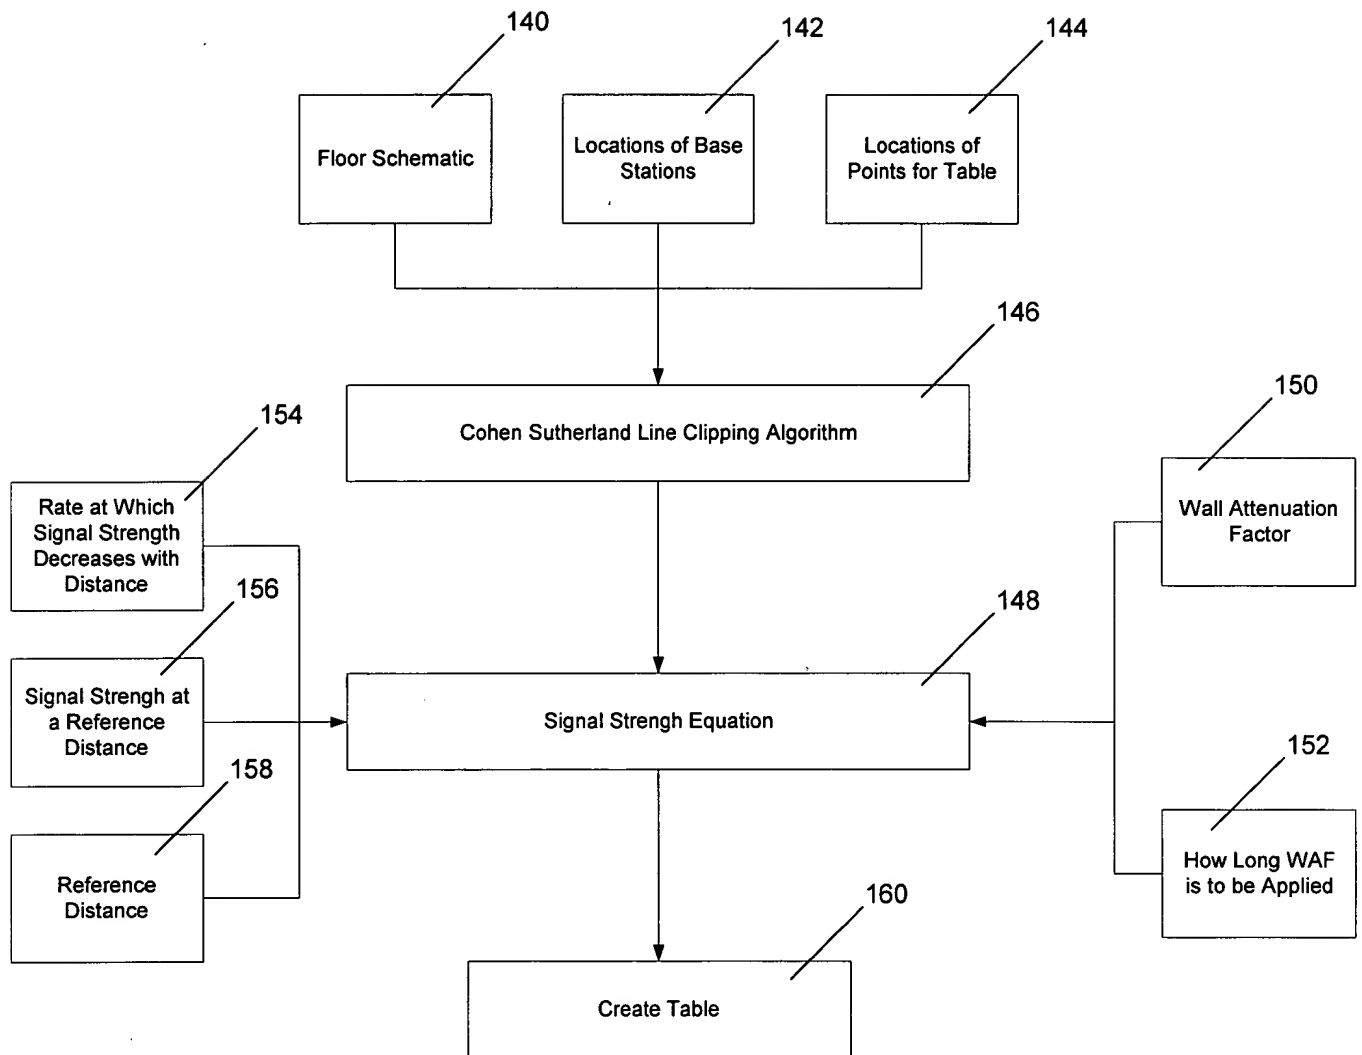 140
142
144
Floor Schematic
Locations of Base
Stations
Locations of
Points for Table
146
Cohen Sutherland Line Clipping Algorithm
150
Wall Attenuation
Factor
154
Rate at Which
Signal Strength
Decreases with
Distance
156
Signal Strengh at
a Reference
Distance
148
Signal Strengh Equation
158
Reference
Distance
152
How Long WAF
is to be Applied
160
Create Table